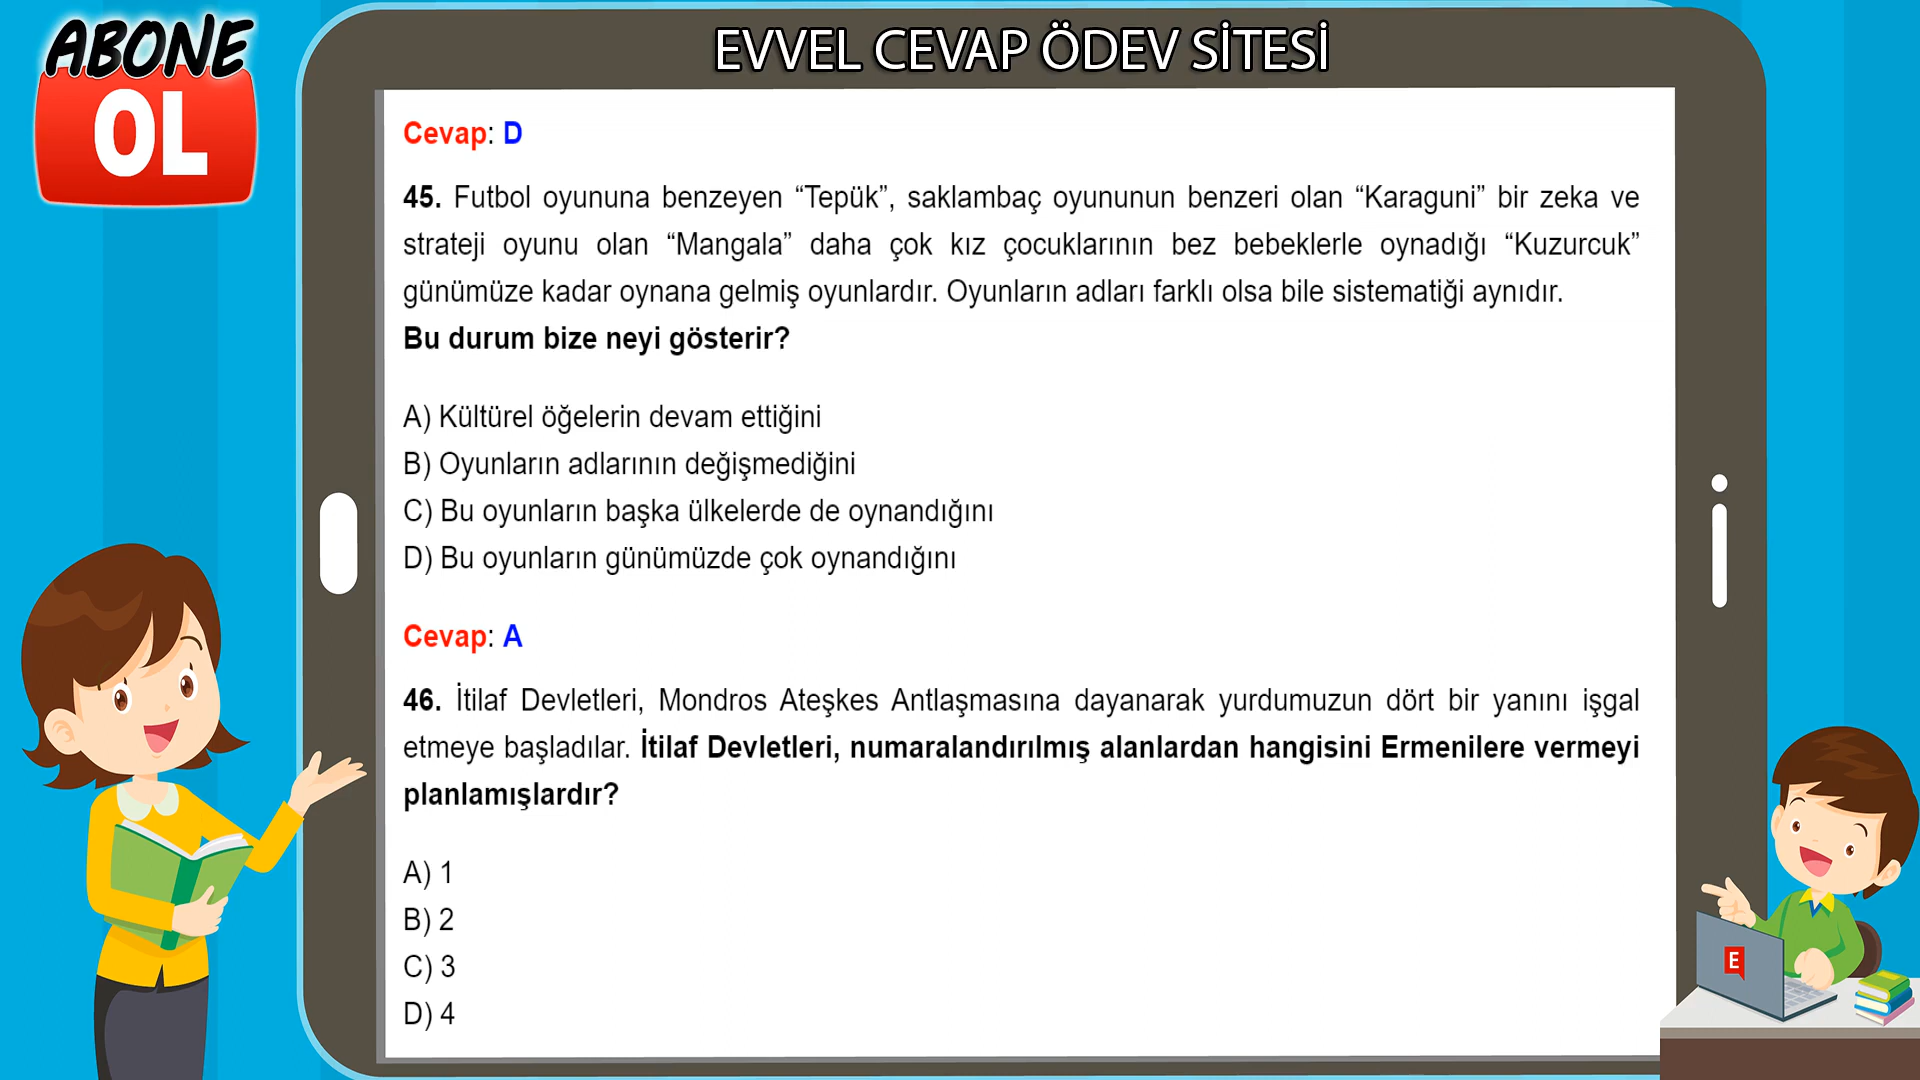 ABONE
OL
EVVEL CEVAP ÖDEV SİTESİ
Cevap: D
45. Futbol oyununa benzeyen “Tepük”, saklambaç oyununun benzeri olan “Karaguni” bir zeka ve
strateji oyunu olan “Mangala” daha çok kız çocuklarının bez bebeklerle oynadığı “Kuzurcuk”
günümüze kadar oynana gelmiş oyunlardır. Oyunların adları farklı olsa bile sistematiği aynıdır.
Bu durum bize neyi gösterir?
A) Kültürel öğelerin devam ettiğini
B) Oyunların adlarının değişmediğini
C) Bu oyunların başka ülkelerde de oynandığını
D) Bu oyunların günümüzde çok oynandığını
Cevap: A
46. İtilaf Devletleri, Mondros Ateşkes Antlaşmasına dayanarak yurdumuzun dört bir yanını işgal
etmeye başladılar. İtilaf Devletleri, numaralandırılmış alanlardan hangisini Ermenilere vermeyi
planlamışlardır?
A) 1
B) 2
C) 3
D) 4
E